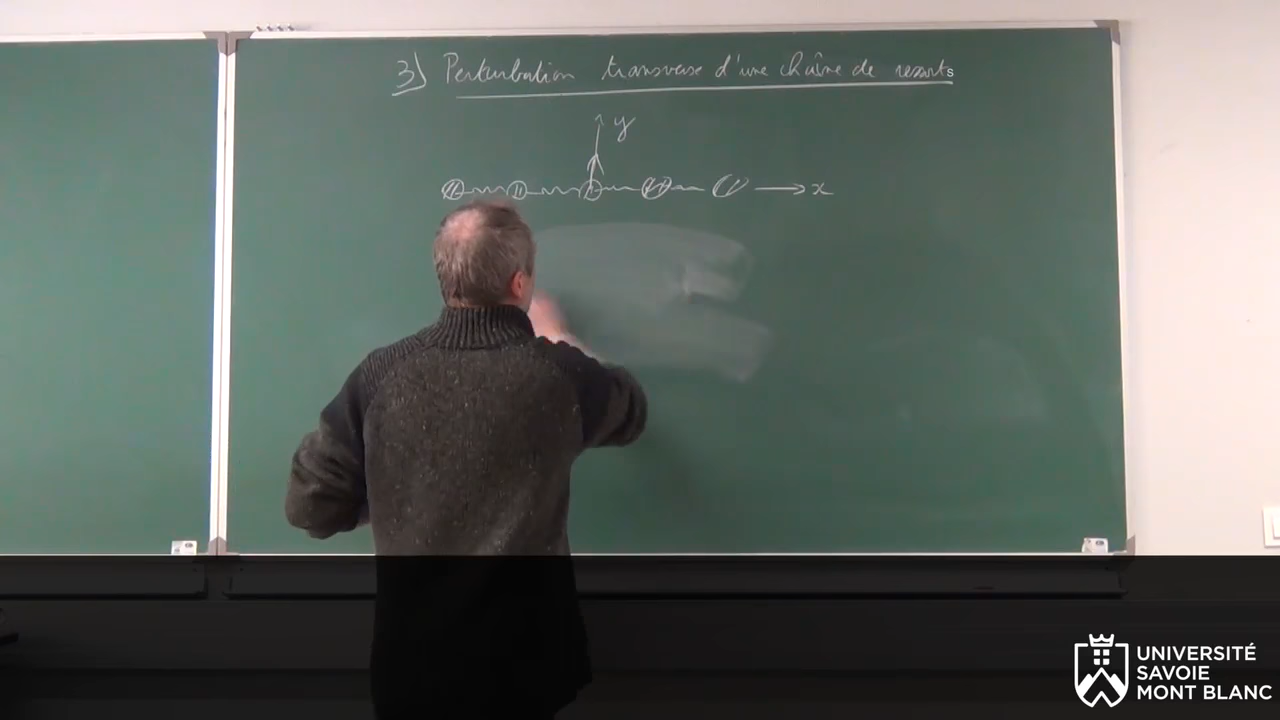 3) Perturbation transverse d'une chaîne de ressorts
y
x
UNIVERSITÉ
SAVOIE
MONT BLANC